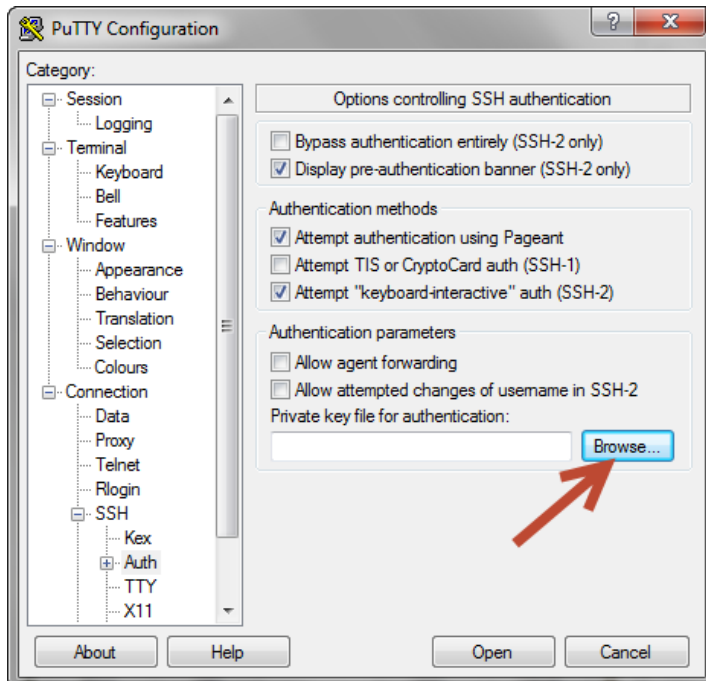 PuTTY Configuration
Category:
Session
Logging
Terminal
Keyboard
Bell
Features
Window
Appearance
Behaviour
Translation
Selection
Colours
Connection
Data
Proxy
Telnet
Rlogin
SSH
Kex
Auth
TTY
X11
Options controlling SSH authentication
Bypass authentication entirely (SSH-2 only)
Display pre-authentication banner (SSH-2 only)
Authentication methods
Attempt authentication using Pageant
Attempt TIS or CryptoCard auth (SSH-1)
Attempt "keyboard-interactive" auth (SSH-2)
Authentication parameters
Allow agent forwarding
Allow attempted changes of username in SSH-2
Private key file for authentication:
Browse...
About
Help
Open
Cancel